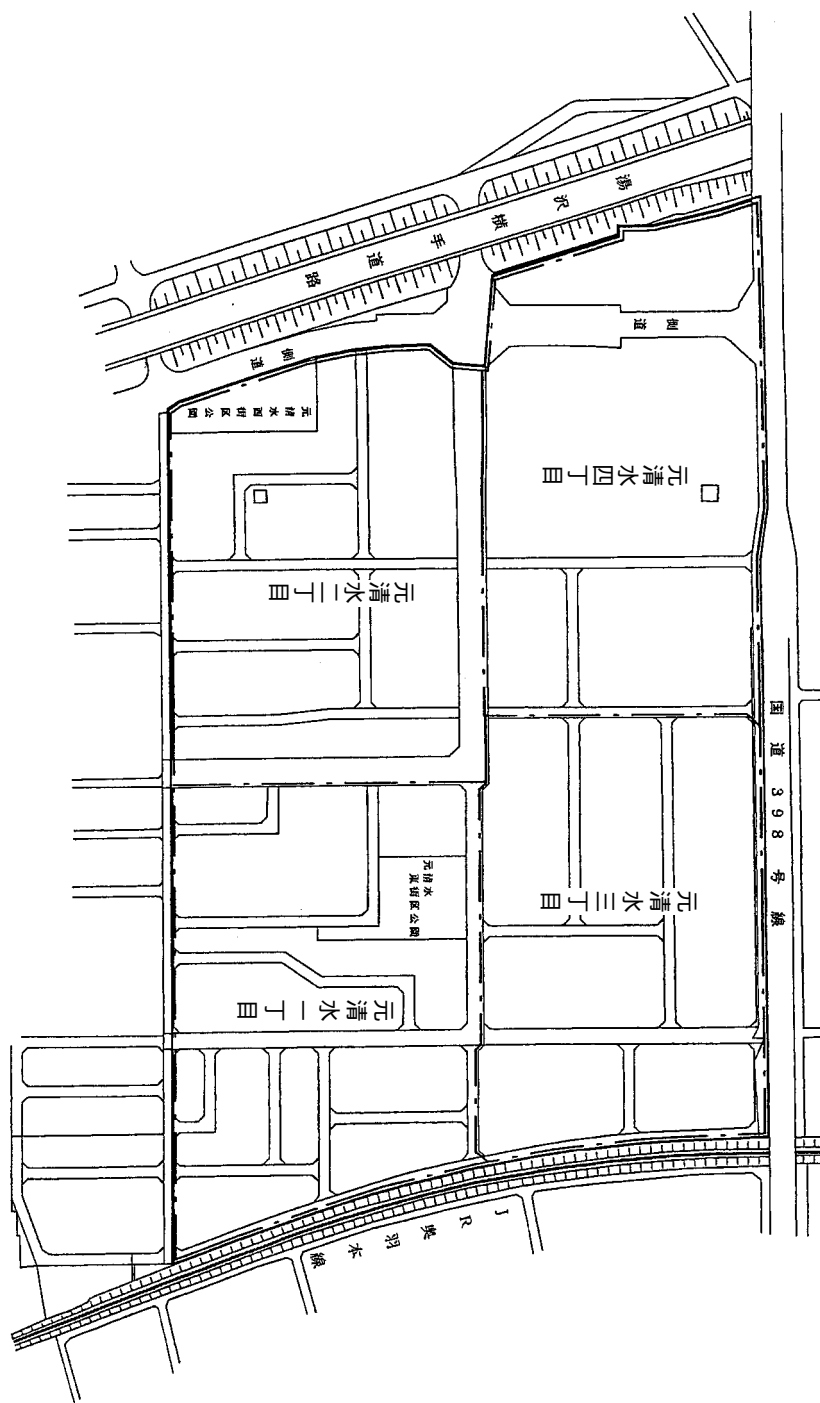 湯沢横手道路
側道
側道
元清水西街区公園
元清水四丁目
元清水二丁目
国道398号線
元清水東街区公園
元清水三丁目
元清水一丁目
JR奥羽本線